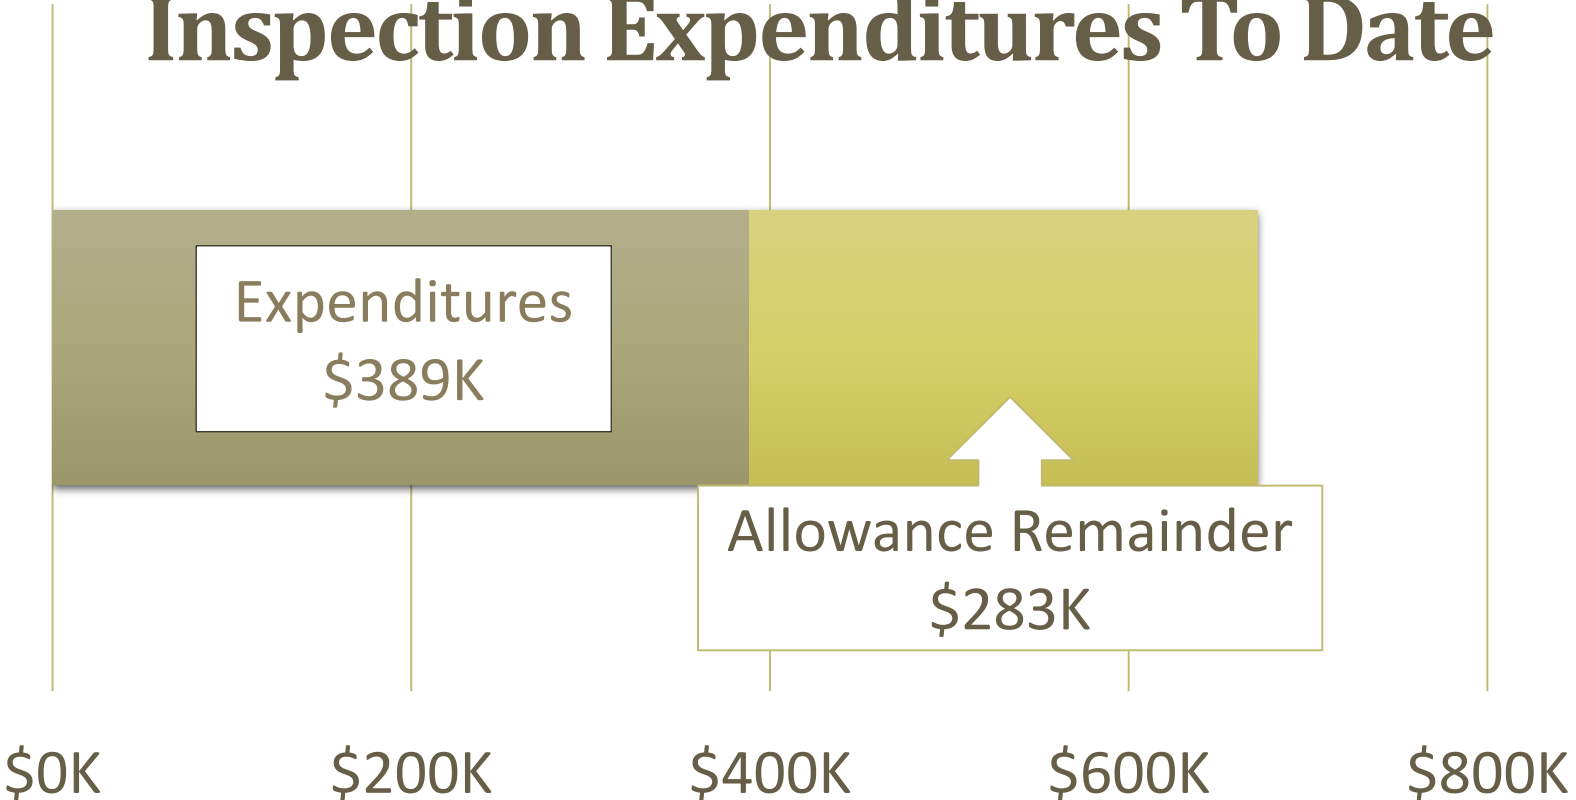 Inspection Expenditures To Date
Expenditures
$389K
Allowance Remainder
$283K
$0K $200K $400K $600K $800K